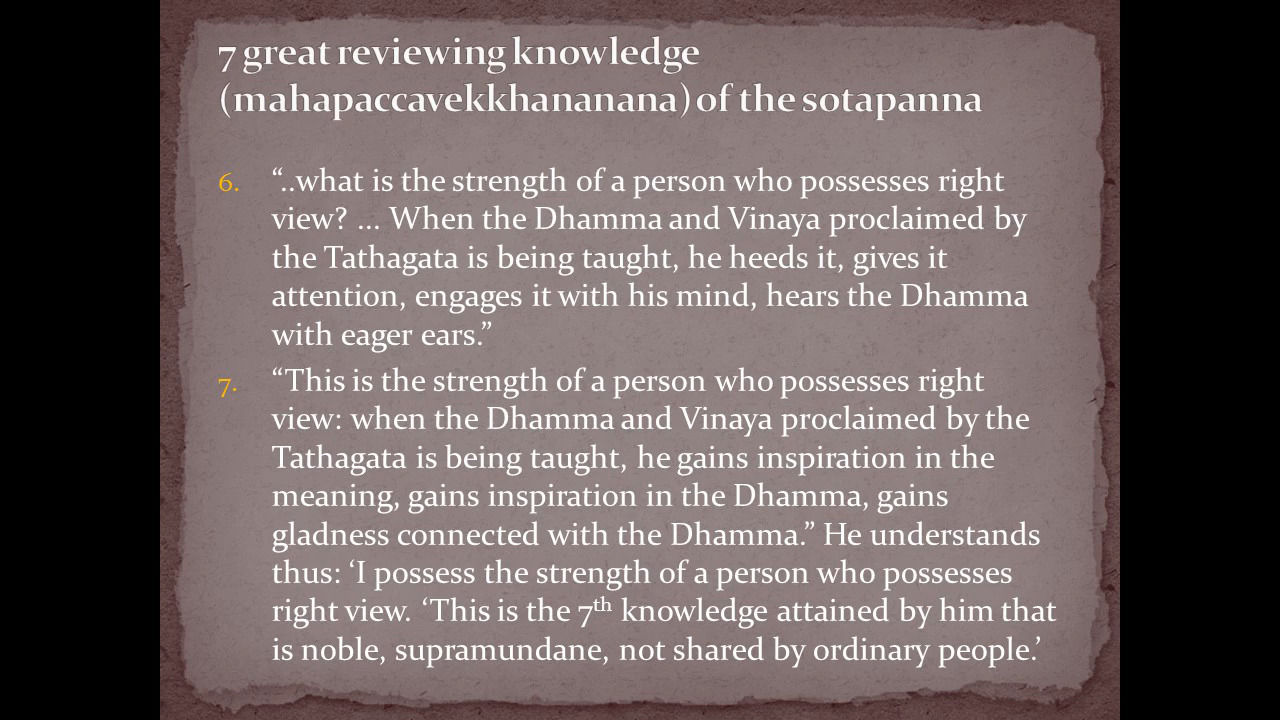 7 great reviewing knowledge
(mahapaccavekkhananana) of the sotapanna
6. “..what is the strength of a person who possesses right
view? ... When the Dhamma and Vinaya proclaimed by
the Tathagata is being taught, he heeds it, gives it
attention, engages it with his mind, hears the Dhamma
with eager ears.”
7. “This is the strength of a person who possesses right
view: when the Dhamma and Vinaya proclaimed by the
Tathagata is being taught, he gains inspiration in the
meaning, gains inspiration in the Dhamma, gains
gladness connected with the Dhamma.” He understands
thus: ‘I possess the strength of a person who possesses
right view. ‘This is the 7th knowledge attained by him that
is noble, supramundane, not shared by ordinary people.’